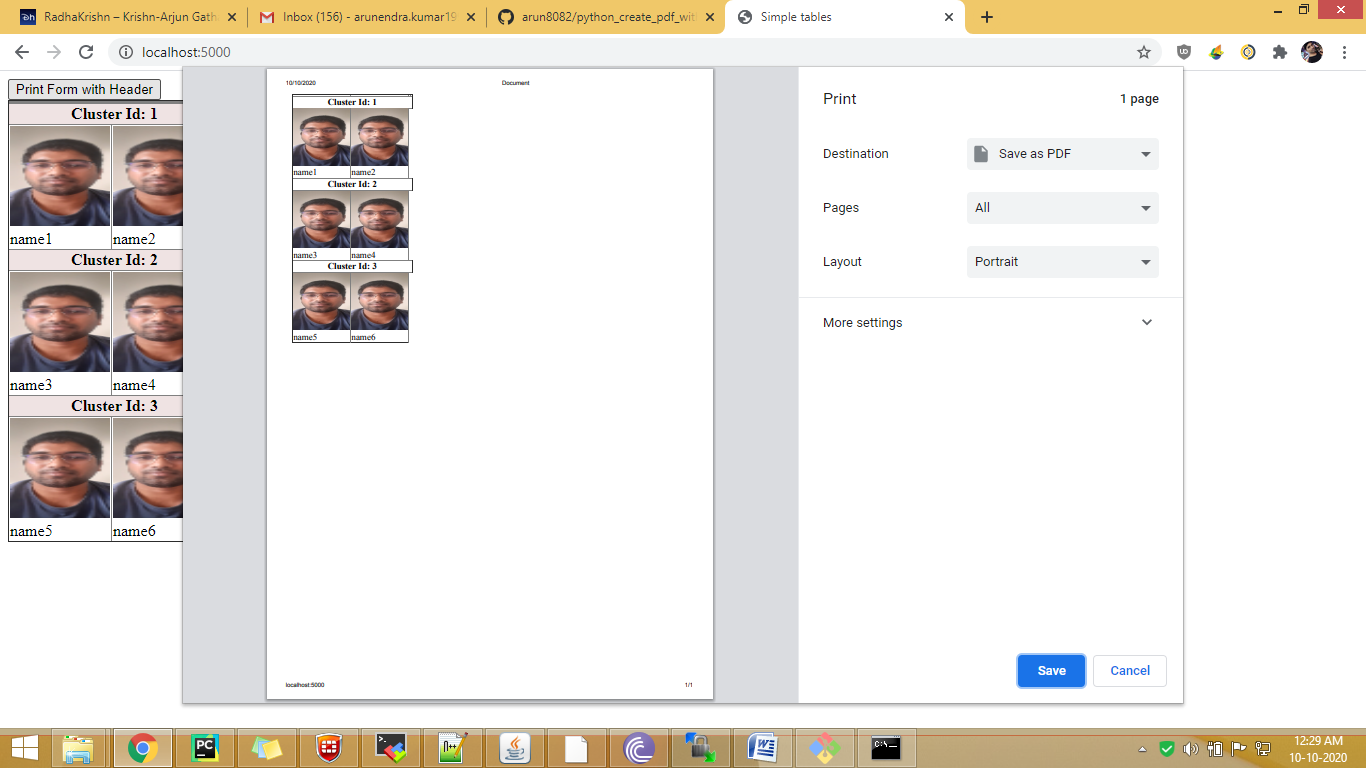 RadhaKrishn – Krishn-Arjun Gath
Inbox (156) - arunendra.kumar19
arun8082/python_create_pdf_wit
Simple tables
localhost:5000
Print Form with Header
Cluster Id: 1
name1 name2
Cluster Id: 2
name3 name4
Cluster Id: 3
name5 name6
10/10/2020 Document
Cluster Id: 1
name1 name2
Cluster Id: 2
name3 name4
Cluster Id: 3
name5 name6
localhost:5000 1/1
Print 1 page
Destination Save as PDF
Pages All
Layout Portrait
More settings
Save Cancel
12:29 AM
10-10-2020